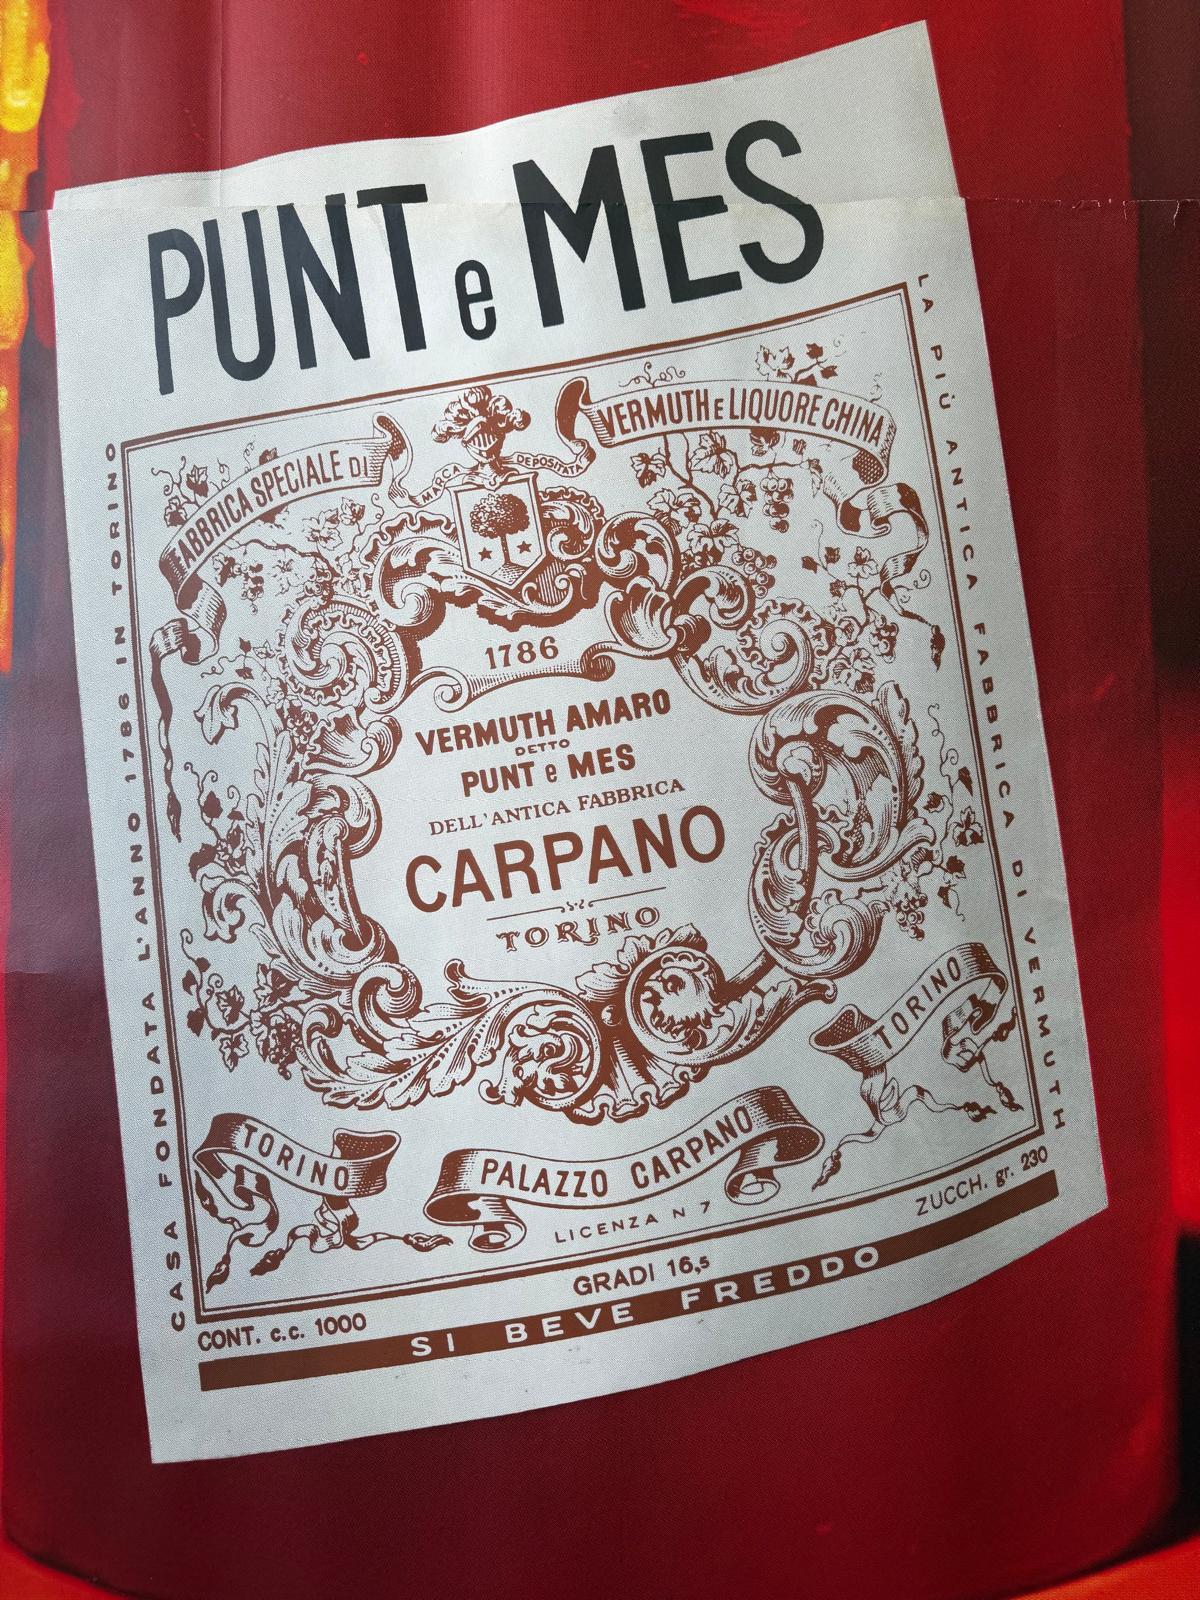 PUNT e MES
FABBRICA SPECIALE DI
MARCA DEPOSITATA
VERMUTH E LIQUORE CHINA
1786
VERMUTH AMARO
DETTO
PUNT e MES
DELL'ANTICA FABBRICA
CARPANO
TORINO
TORINO
PALAZZO CARPANO
TORINO
LICENZA N 7
CASA FONDATA L'ANNO 1786 IN TORINO
LA PIÙ ANTICA FABBRICA DI VERMUTH
CONT. c.c. 1000
GRADI 16,5
ZUCCH. gr. 230
SI BEVE FREDDO